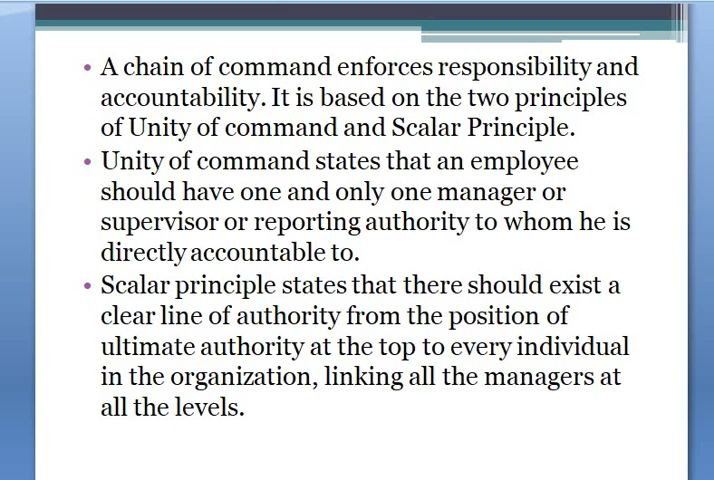 • A chain of command enforces responsibility and
accountability. It is based on the two principles
of Unity of command and Scalar Principle.
• Unity of command states that an employee
should have one and only one manager or
supervisor or reporting authority to whom he is
directly accountable to.
• Scalar principle states that there should exist a
clear line of authority from the position of
ultimate authority at the top to every individual
in the organization, linking all the managers at
all the levels.